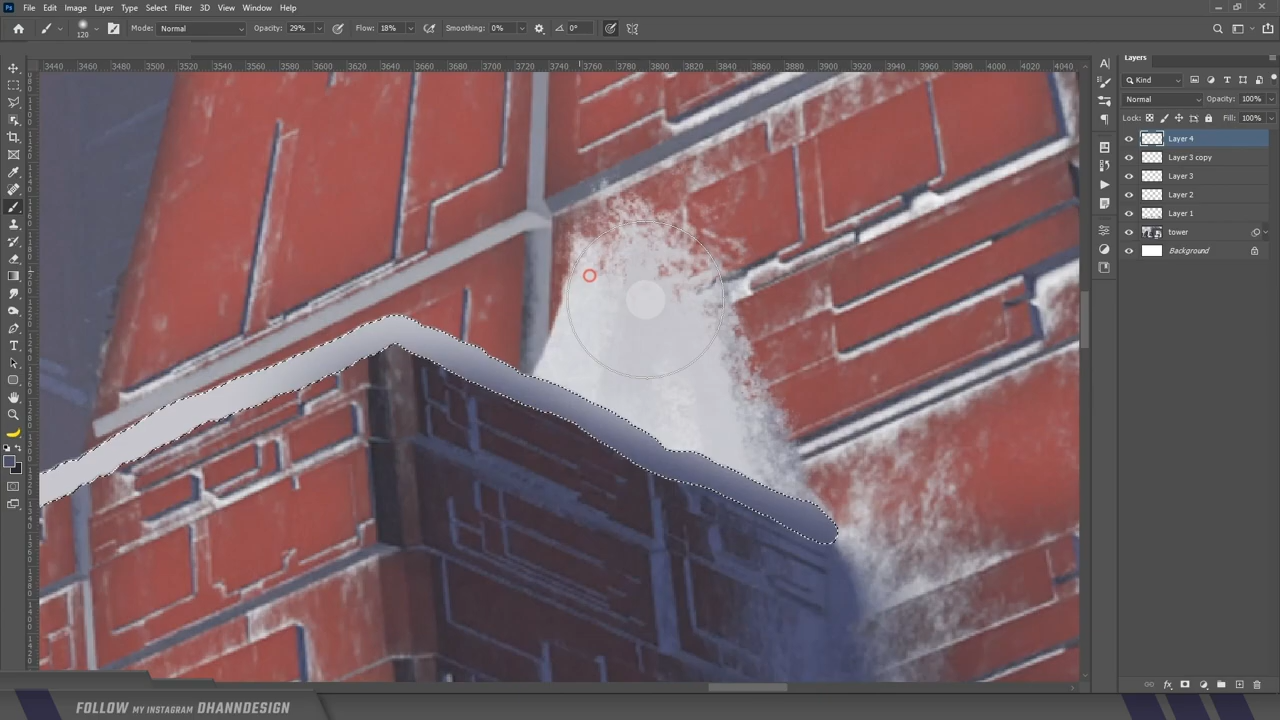 Ps File Edit Image Layer Type Select Filter 3D View Window Help
120 Mode: Normal Opacity: 29% Flow: 18% Smoothing: 0% 0°
3440 3480 3500 3520 3540 3560 3580 3600 3620 3640 3660 3680 3700 3720 3740 3760 3780 3800 3820 3840 3860 3880 3900 3920 3940 3960 3980 4000 4020 4040
Layers
Kind
Normal Opacity: 100%
Lock: Fill: 100%
Layer 4
Layer 3 copy
Layer 3
Layer 2
Layer 1
tower
Background
FOLLOW MY INSTAGRAM DHANNDESIGN